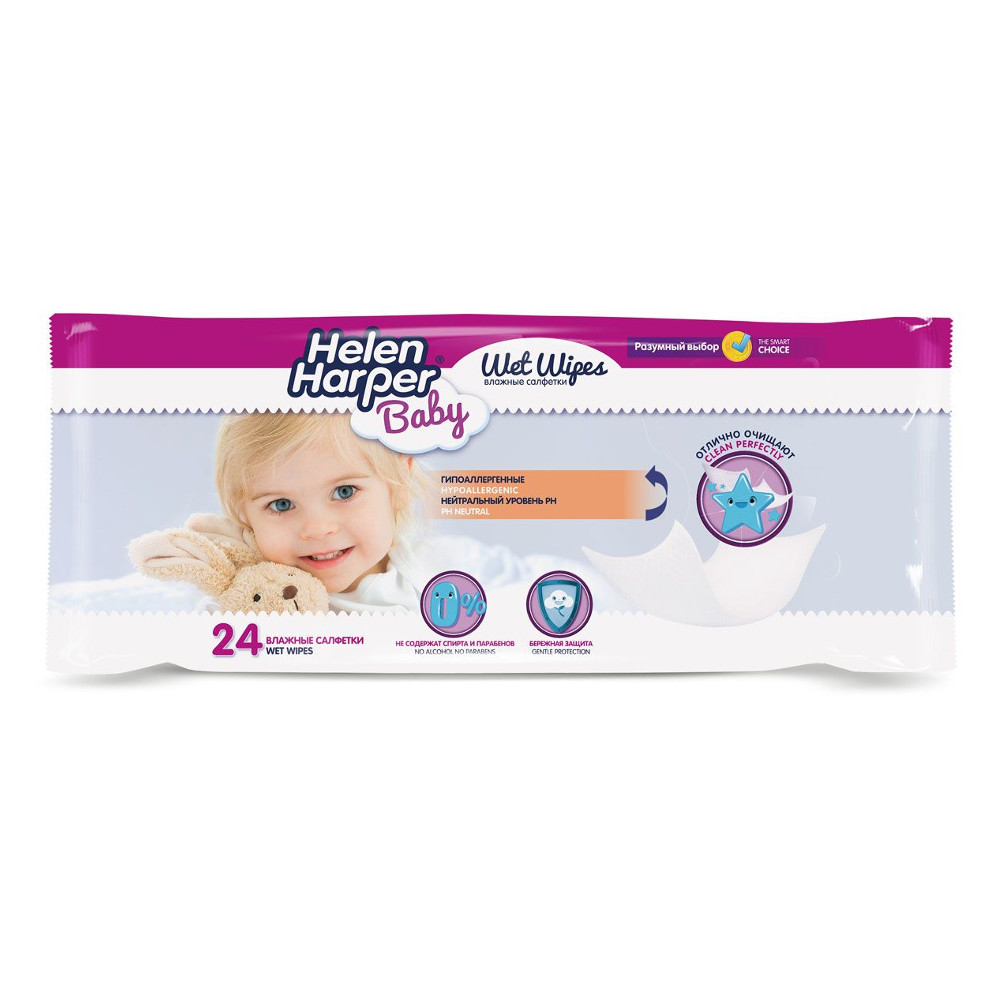 Helen
Harper®
Baby
Wet Wipes
влажные салфетки
Разумный выбор
THE SMART
CHOICE
ОТЛИЧНО ОЧИЩАЮТ
CLEAN PERFECTLY
ГИПОАЛЛЕРГЕННЫЕ
HYPOALLERGENIC
НЕЙТРАЛЬНЫЙ УРОВЕНЬ PH
PH NEUTRAL
0%
24 ВЛАЖНЫЕ САЛФЕТКИ
WET WIPES
НЕ СОДЕРЖАТ СПИРТА И ПАРАБЕНОВ
NO ALCOHOL NO PARABENS
БЕРЕЖНАЯ ЗАЩИТА
GENTLE PROTECTION